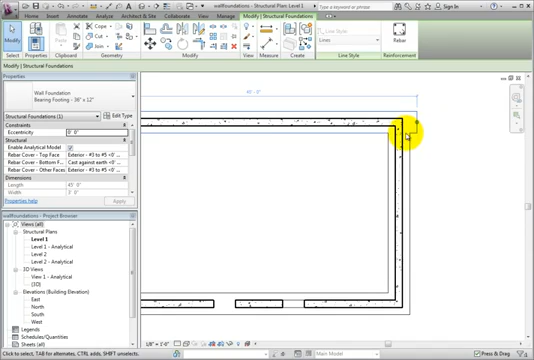 wallfoundations - Structural Plan: Level 1
Type a keyword or phrase
Sign In
Home Insert Annotate Analyze Architect & Site Collaborate View Manage Add-Ins Modify | Structural Foundations
Modify
Cope
Cut
Join
Rebar
Line Style:
Lines
Select Properties Clipboard Geometry Modify View Measure Create Line Style Reinforcement
Modify | Structural Foundations
Properties
Wall Foundation
Bearing Footing - 36" x 12"
Structural Foundations (1)
Edit Type
Constraints
Eccentricity 0' 0"
Structural
Enable Analytical Model
Rebar Cover - Top Face Exterior - #3 to #5 <0' ...
Rebar Cover - Bottom F... Cast against earth <0' ...
Rebar Cover - Other Faces Exterior - #3 to #5 <0' ...
Dimensions
Length 45' 0"
Width 3' 0"
Properties help
Apply
wallfoundations - Project Browser
Views (all)
Structural Plans
Level 1
Level 1 - Analytical
Level 2
Level 2 - Analytical
3D Views
View 1 - Analytical
{3D}
Elevations (Building Elevation)
East
North
South
West
Legends
Schedules/Quantities
Sheets (all)
1/8" = 1'-0"
Click to select, TAB for alternates, CTRL adds, SHIFT unselects.
Main Model
Press & Drag